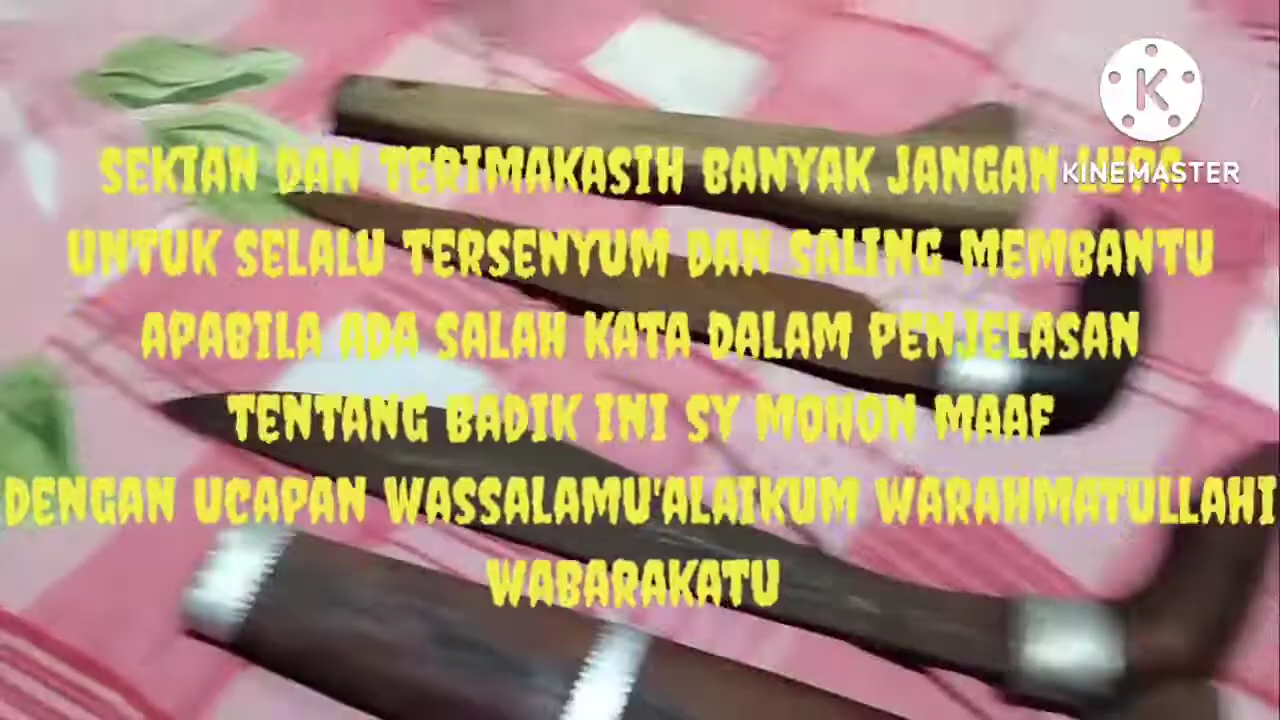 SEKIAN DAN TERIMAKASIH BANYAK JANGAN LUPA
UNTUK SELALU TERSENYUM DAN SALING MEMBANTU
APABILA ADA SALAH KATA DALAM PENJELASAN
TENTANG BADIK INI SY MOHON MAAF
DENGAN UCAPAN WASSALAMU'ALAIKUM WARAHMATULLAHI
WABARAKATU
K
KINEMASTER